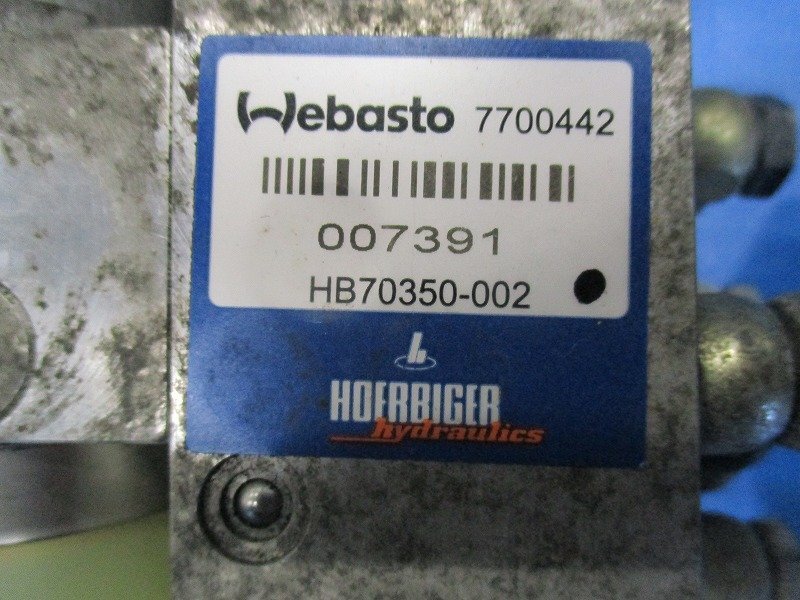 Webasto 7700442
007391
HB70350-002
HOERBIGER
hydraulics